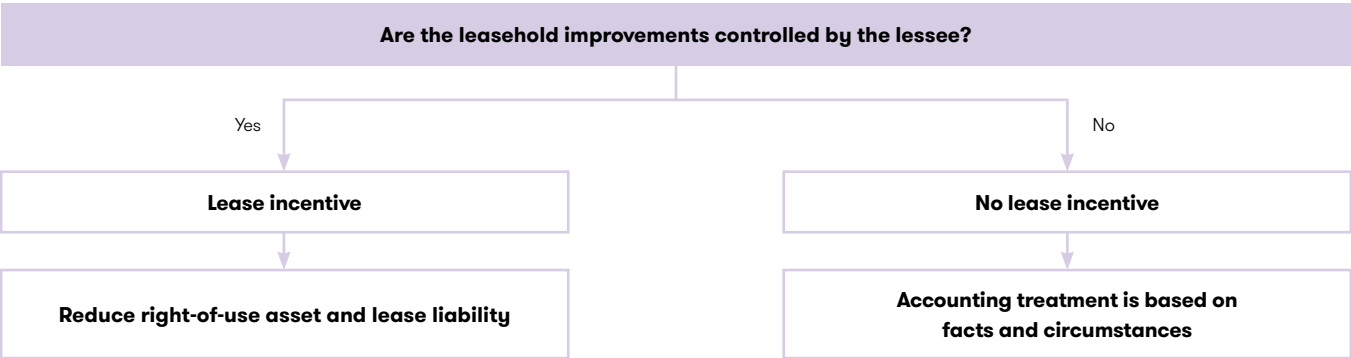 Are the leasehold improvements controlled by the lessee?
Yes
No
Lease incentive
No lease incentive
Reduce right-of-use asset and lease liability
Accounting treatment is based on
facts and circumstances